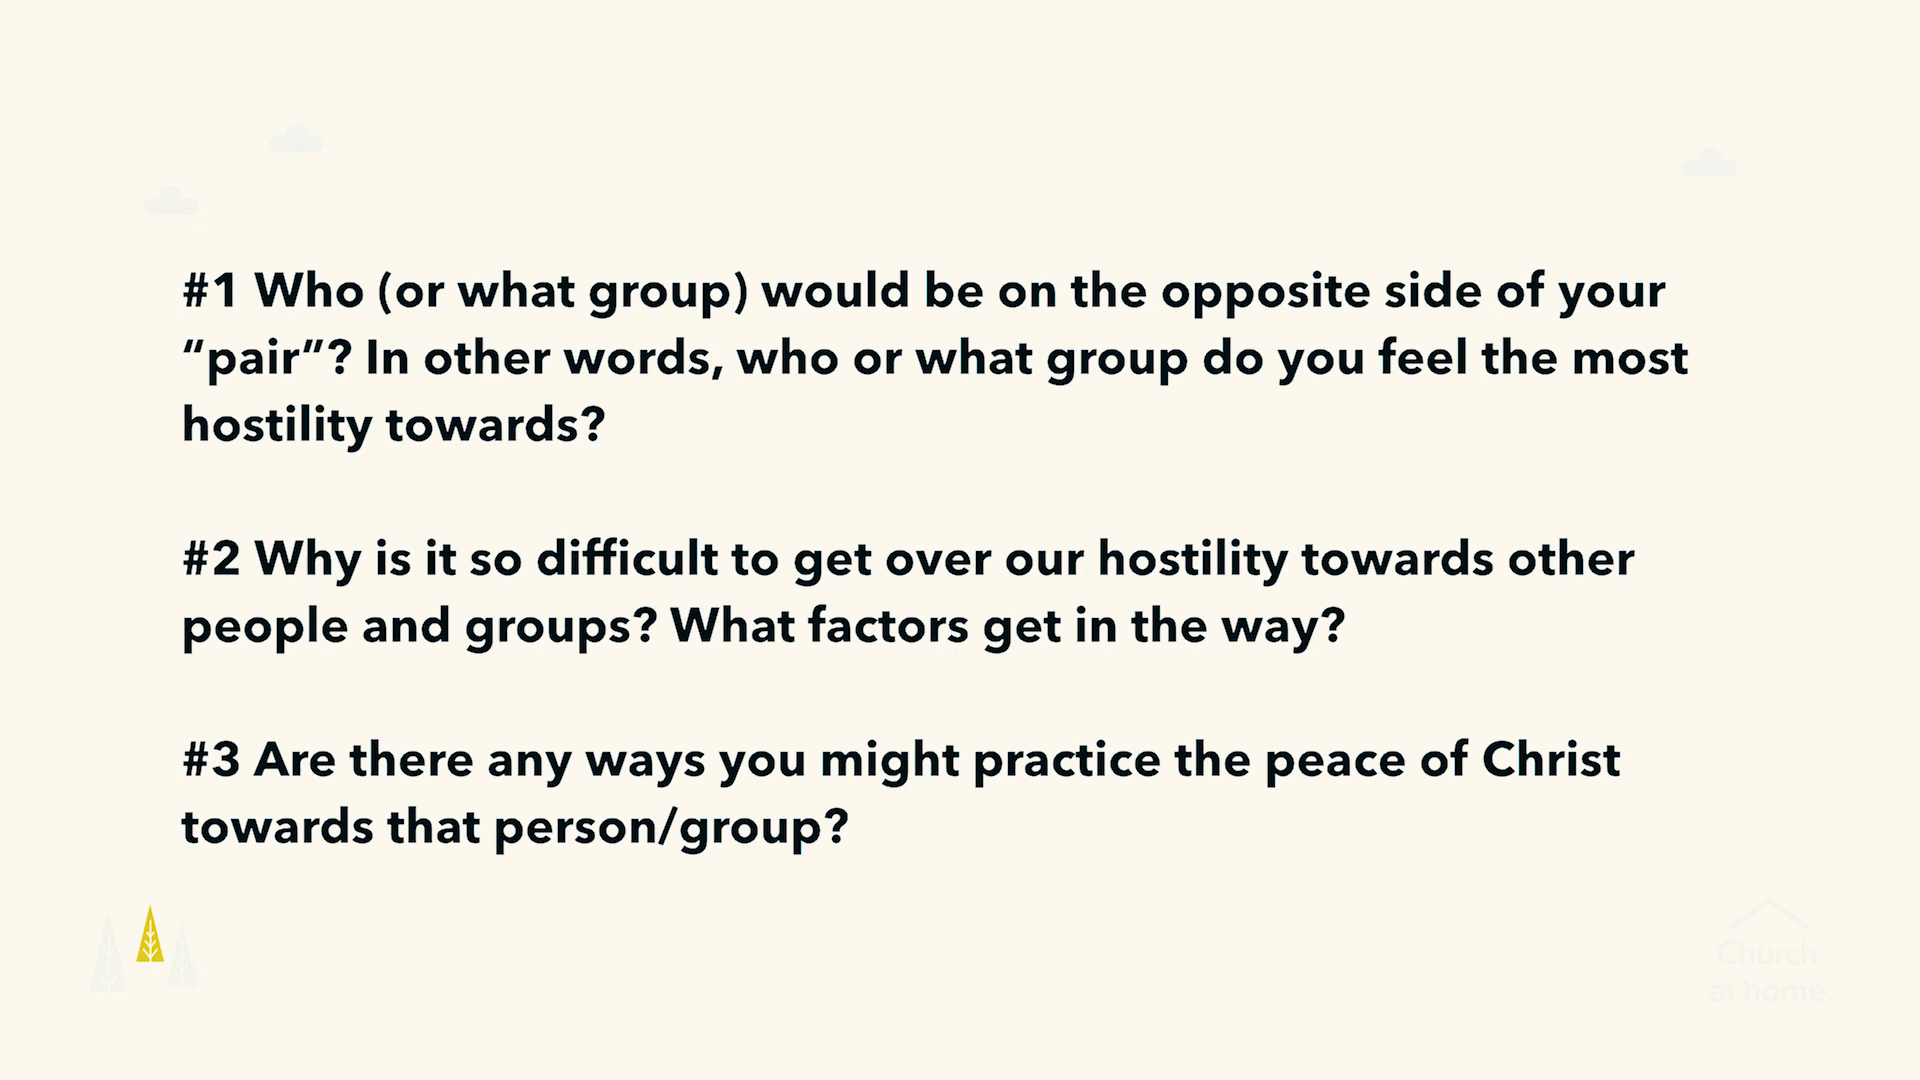 #1 Who (or what group) would be on the opposite side of your
“pair”? In other words, who or what group do you feel the most
hostility towards?
#2 Why is it so difficult to get over our hostility towards other
people and groups? What factors get in the way?
#3 Are there any ways you might practice the peace of Christ
towards that person/group?
Church
at home.